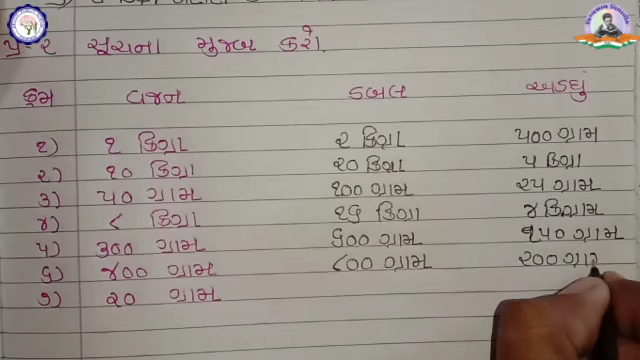 પ્ર-૨ સૂચના મુજબ કરો.
ક્રમ વજન ડબલ અડધું
૧) ૧ કિગ્રા ૨ કિગ્રા ૫૦૦ ગ્રામ
૨) ૧૦ કિગ્રા ૨૦ કિગ્રા ૫ કિગ્રા
૩) ૫૦ ગ્રામ ૧૦૦ ગ્રામ ૨૫ ગ્રામ
૪) ૮ કિગ્રા ૧૬ કિગ્રા ૪ કિગ્રામ
૫) ૩૦૦ ગ્રામ ૬૦૦ ગ્રામ ૧૫૦ ગ્રામ
૬) ૪૦૦ ગ્રામ ૮૦૦ ગ્રામ ૨૦૦ ગ્રા
૭) ૨૦ ગ્રામ